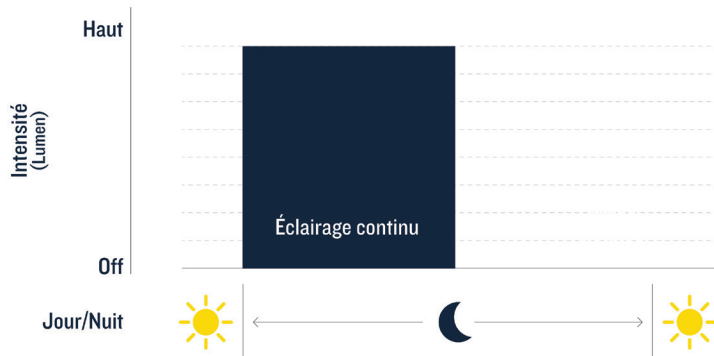 Haut
Intensité
(Lumen)
Éclairage continu
Off
Jour/Nuit